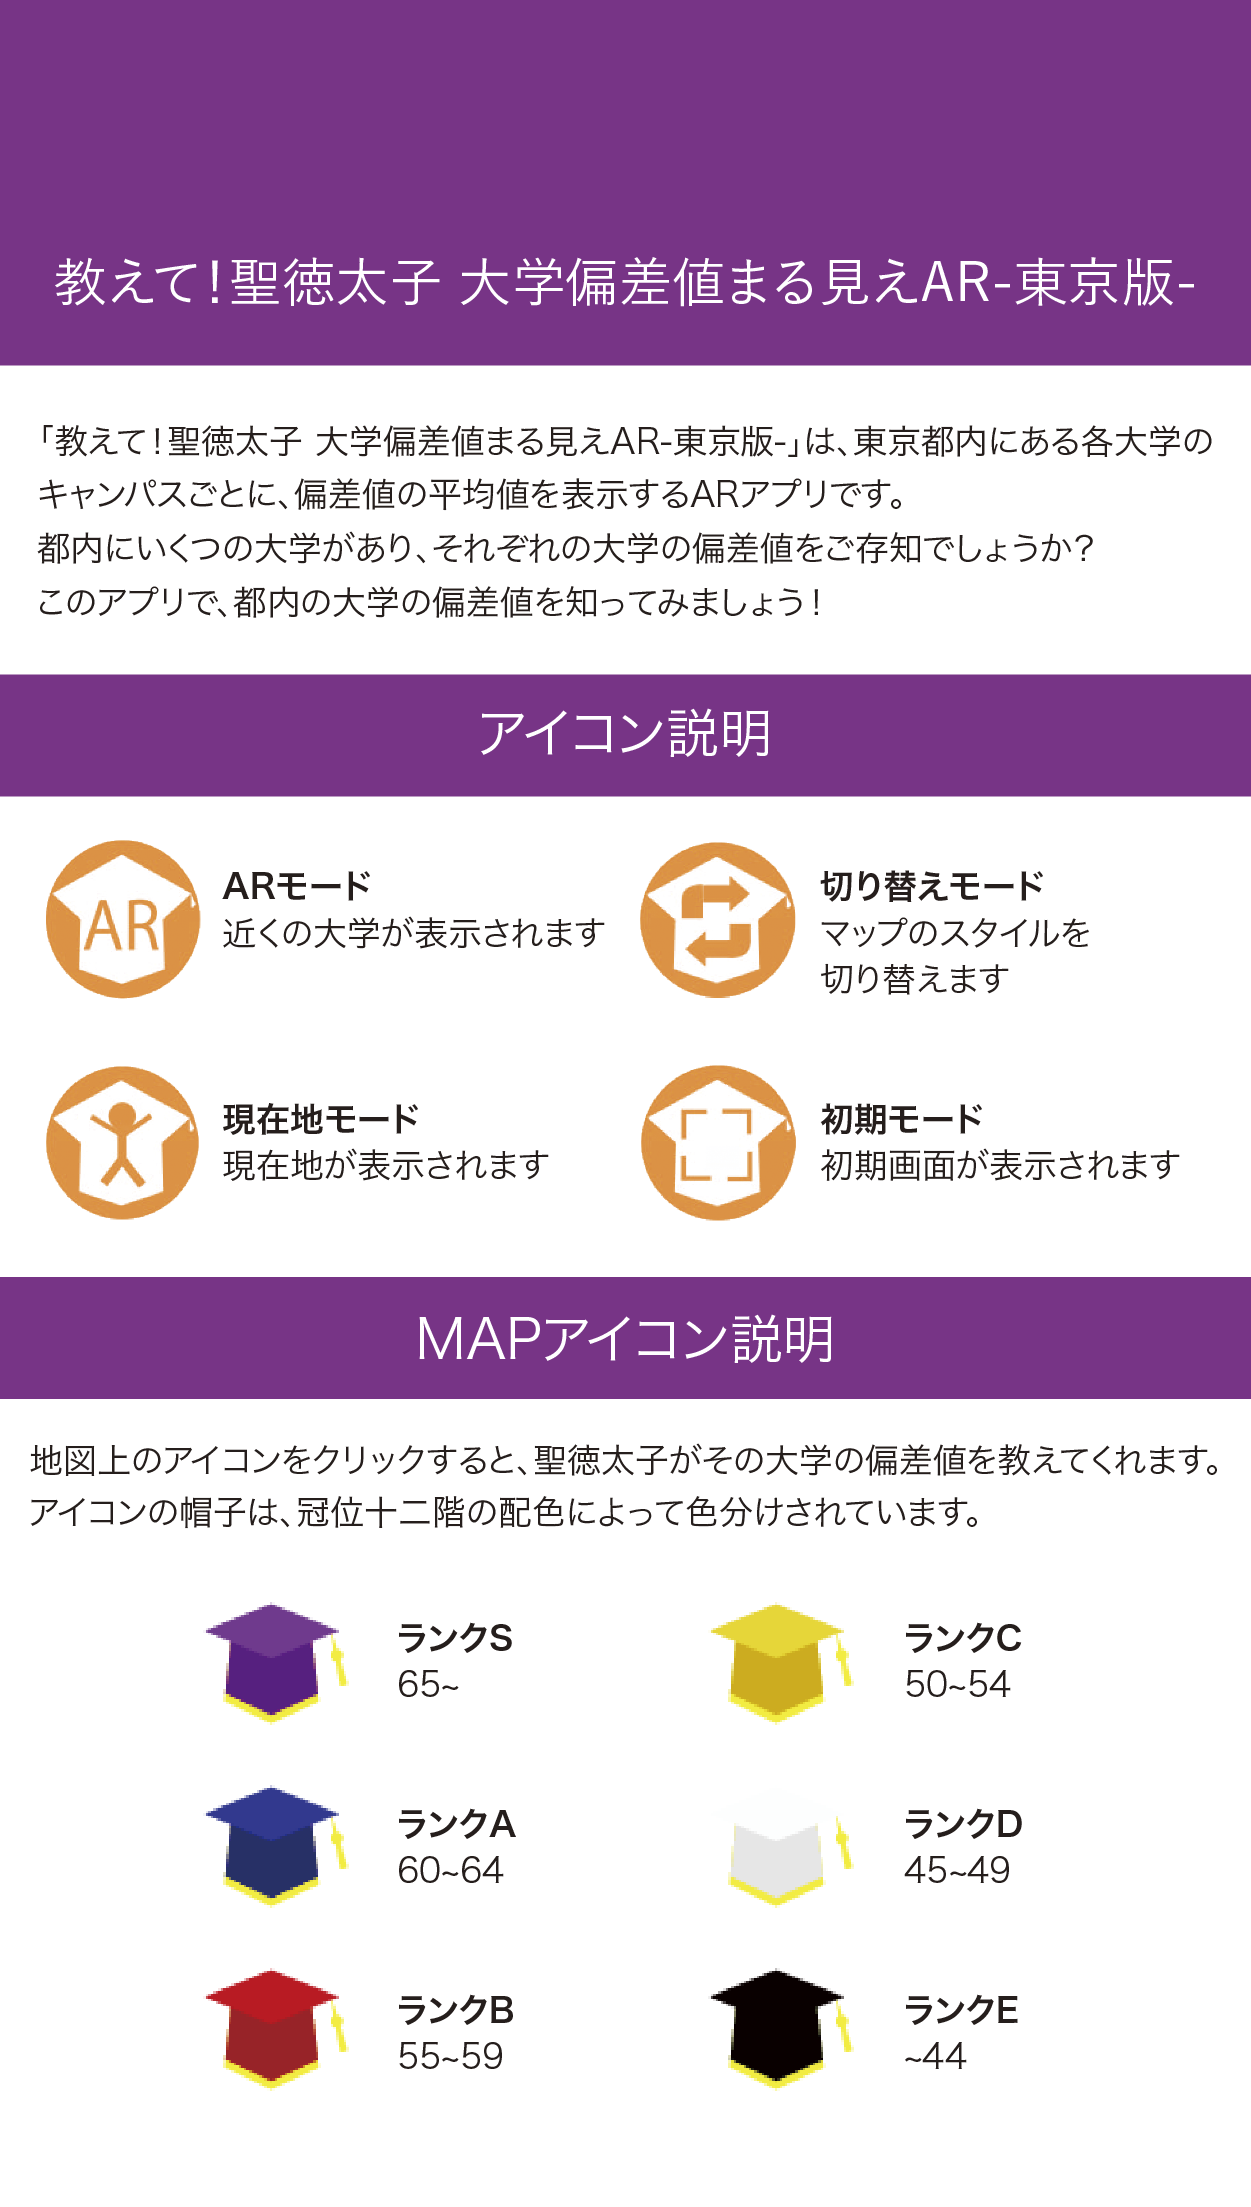 教えて！聖徳太子 大学偏差値まる見えAR-東京版-
「教えて！聖徳太子 大学偏差値まる見えAR-東京版-」は、東京都内にある各大学の
キャンパスごとに、偏差値の平均値を表示するARアプリです。
都内にいくつの大学があり、それぞれの大学の偏差値をご存知でしょうか？
このアプリで、都内の大学の偏差値を知ってみましょう！
アイコン説明
AR
ARモード
近くの大学が表示されます
切り替えモード
マップのスタイルを
切り替えます
現在地モード
現在地が表示されます
初期モード
初期画面が表示されます
MAPアイコン説明
地図上のアイコンをクリックすると、聖徳太子がその大学の偏差値を教えてくれます。
アイコンの帽子は、冠位十二階の配色によって色分けされています。
ランクS
65~
ランクC
50~54
ランクA
60~64
ランクD
45~49
ランクB
55~59
ランクE
~44